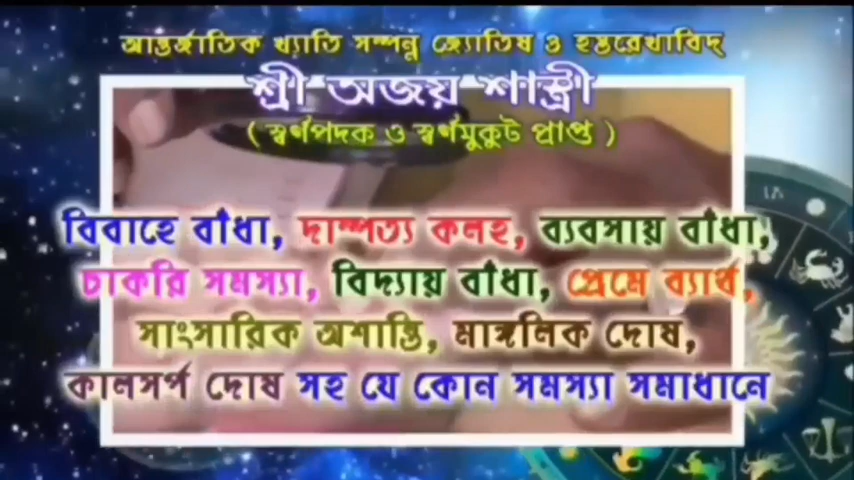 আন্তর্জাতিক খ্যাতি সম্পন্ন জ্যোতিষ ও হস্তরেখাবিদ্
শ্রী অজয় শাস্ত্রী
( স্বর্ণপদক ও স্বর্ণমুকুট প্রাপ্ত )
বিবাহে বাঁধা, দাম্পত্য কলহ, ব্যবসায় বাঁধা,
চাকরি সমস্যা, বিদ্যায় বাঁধা, প্রেমে ব্যার্থ,
সাংসারিক অশান্তি, মাঙ্গলিক দোষ,
কালসর্প দোষ সহ যে কোন সমস্যা সমাধানে